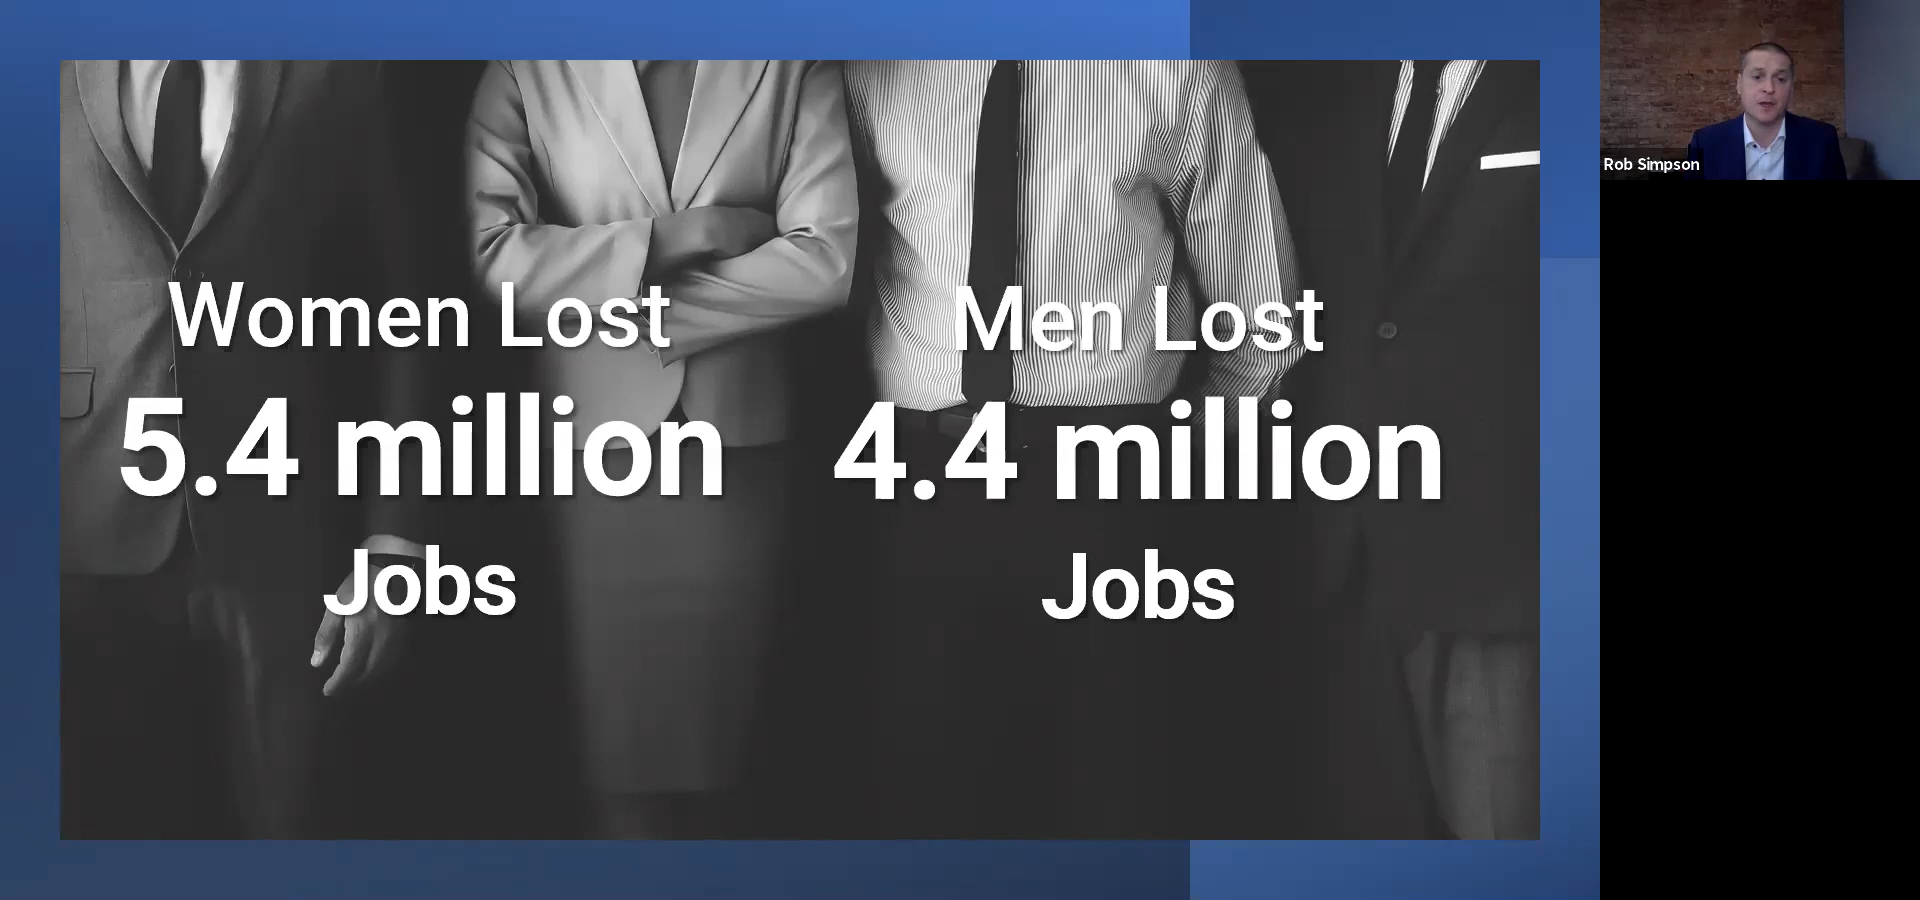 Women Lost
5.4 million
Jobs
Men Lost
4.4 million
Jobs
Rob Simpson